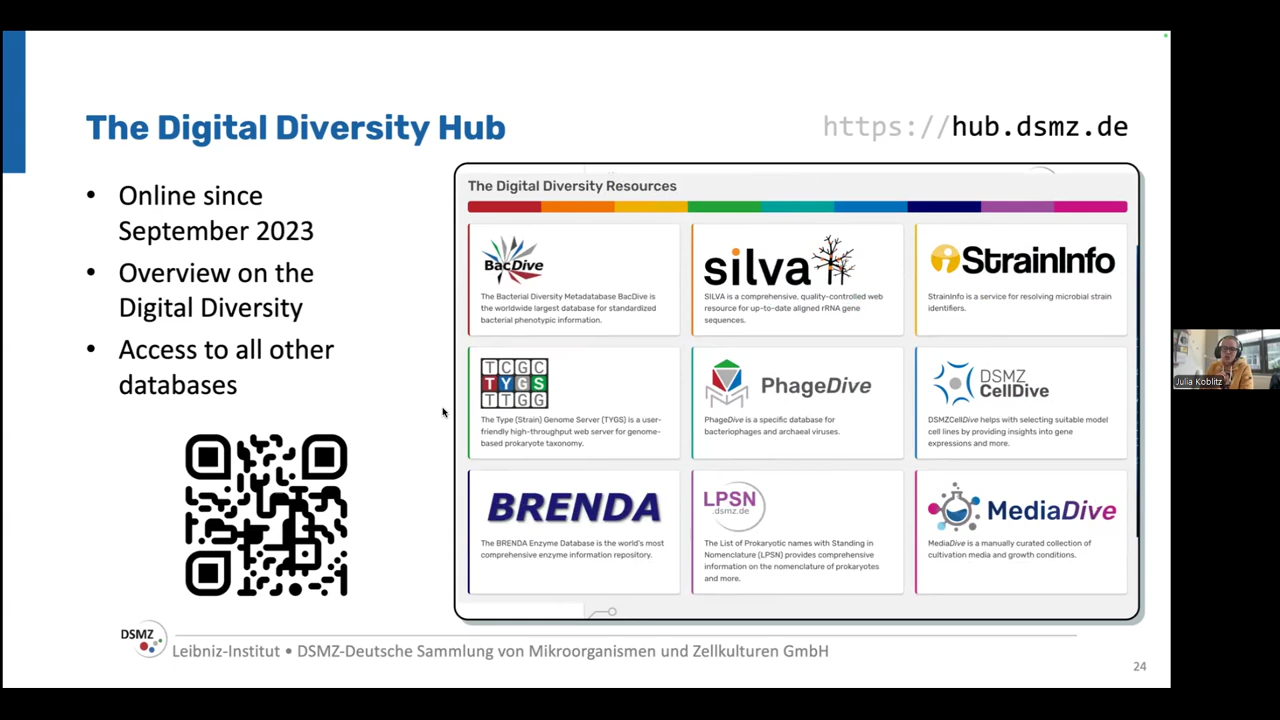 The Digital Diversity Hub
https://hub.dsmz.de
• Online since
September 2023
• Overview on the
Digital Diversity
• Access to all other
databases
The Digital Diversity Resources
BacDive
The Bacterial Diversity Metadatabase BacDive is
the worldwide largest database for standardized
bacterial phenotypic information.
silva
SILVA is a comprehensive, quality-controlled web
resource for up-to-date aligned rRNA gene
sequences.
StrainInfo
StrainInfo is a service for resolving microbial strain
identifiers.
TCGC
TYGS
TTGG
The Type (Strain) Genome Server (TYGS) is a user-
friendly high-throughput web server for genome-
based prokaryote taxonomy.
PhageDive
PhageDive is a specific database for
bacteriophages and archaeal viruses.
DSMZ
CellDive
DSMZCellDive helps with selecting suitable model
cell lines by providing insights into gene
expressions and more.
BRENDA
The BRENDA Enzyme Database is the world's most
comprehensive enzyme information repository.
LPSN
.dsmz.de
The List of Prokaryotic names with Standing in
Nomenclature (LPSN) provides comprehensive
information on the nomenclature of prokaryotes
and more.
MediaDive
MediaDive is a manually curated collection of
cultivation media and growth conditions.
Julia Koblitz
DSMZ
Leibniz-Institut • DSMZ-Deutsche Sammlung von Mikroorganismen und Zellkulturen GmbH
24